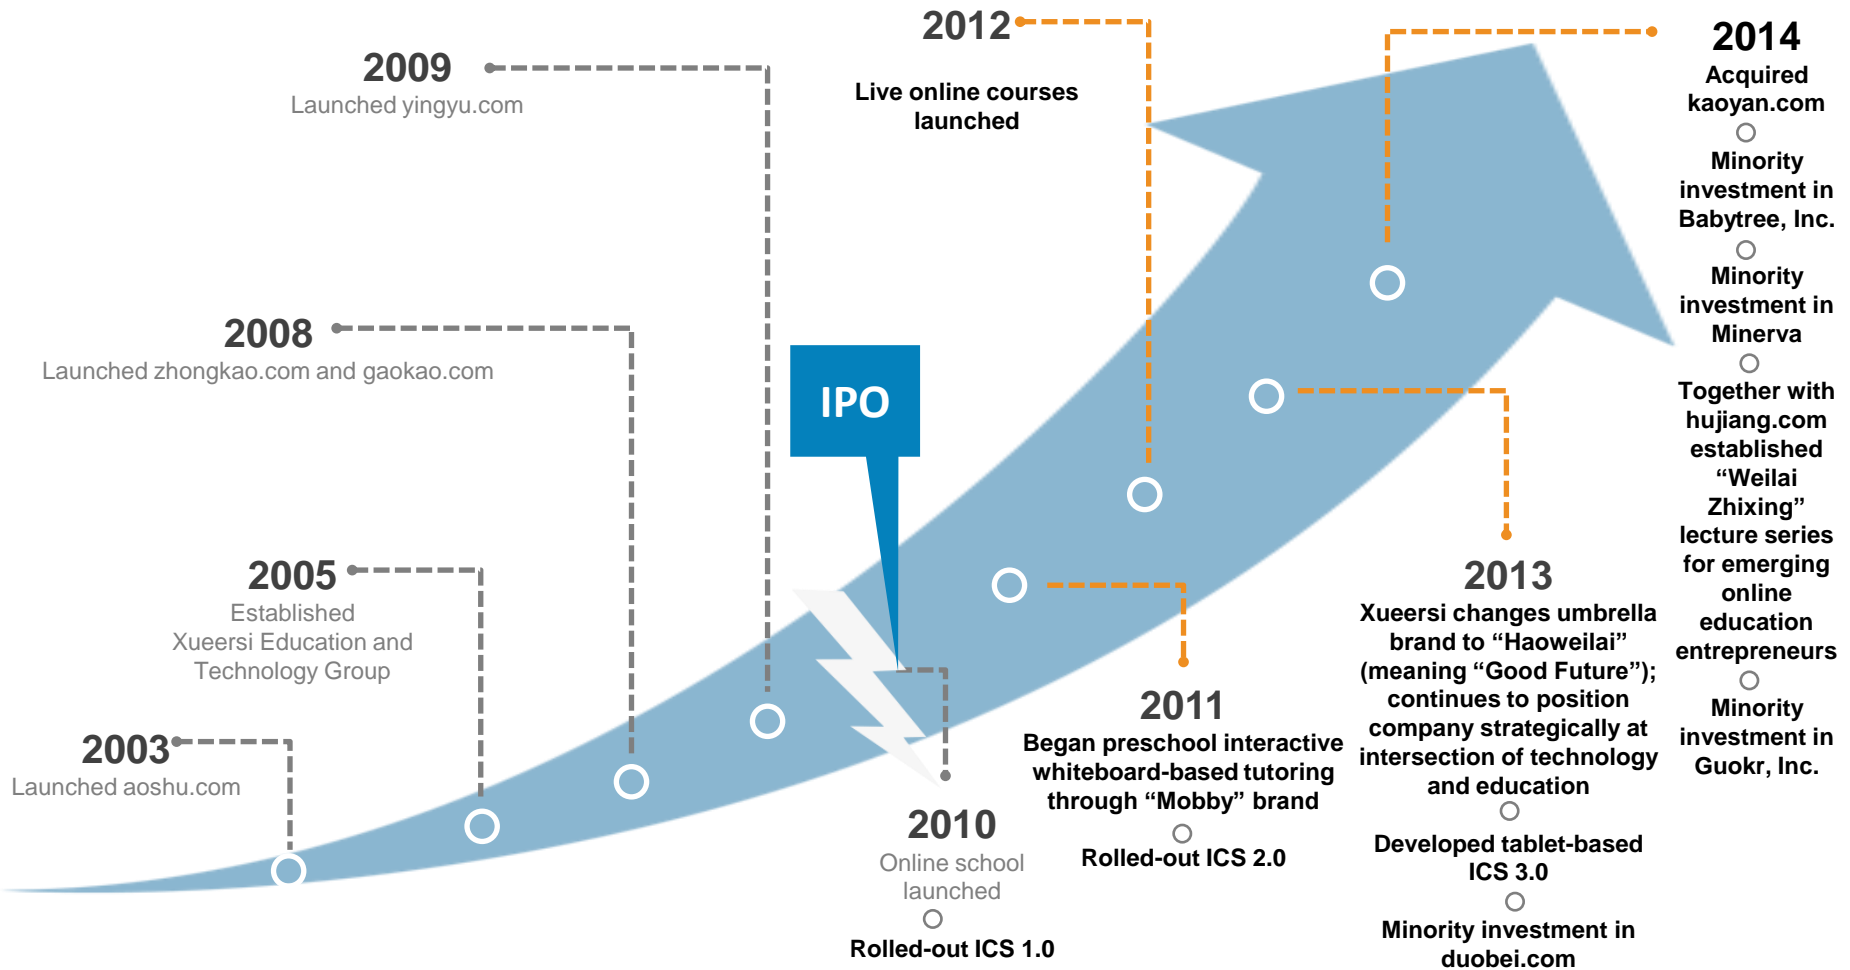 2003
Launched aoshu.com
2005
Established
Xueersi Education and
Technology Group
2008
Launched zhongkao.com and gaokao.com
2009
Launched yingyu.com
IPO
2010
Online school
launched
Rolled-out ICS 1.0
2011
Began preschool interactive
whiteboard-based tutoring
through “Mobby” brand
Rolled-out ICS 2.0
2012
Live online courses
launched
2013
Xueersi changes umbrella
brand to “Haoweilai”
(meaning “Good Future”);
continues to position
company strategically at
intersection of technology
and education
Developed tablet-based
ICS 3.0
Minority investment in
duobei.com
2014
Acquired
kaoyan.com
Minority
investment in
Babytree, Inc.
Minority
investment in
Minerva
Together with
hujiang.com
established
“Weilai
Zhixing”
lecture series
for emerging
online
education
entrepreneurs
Minority
investment in
Guokr, Inc.